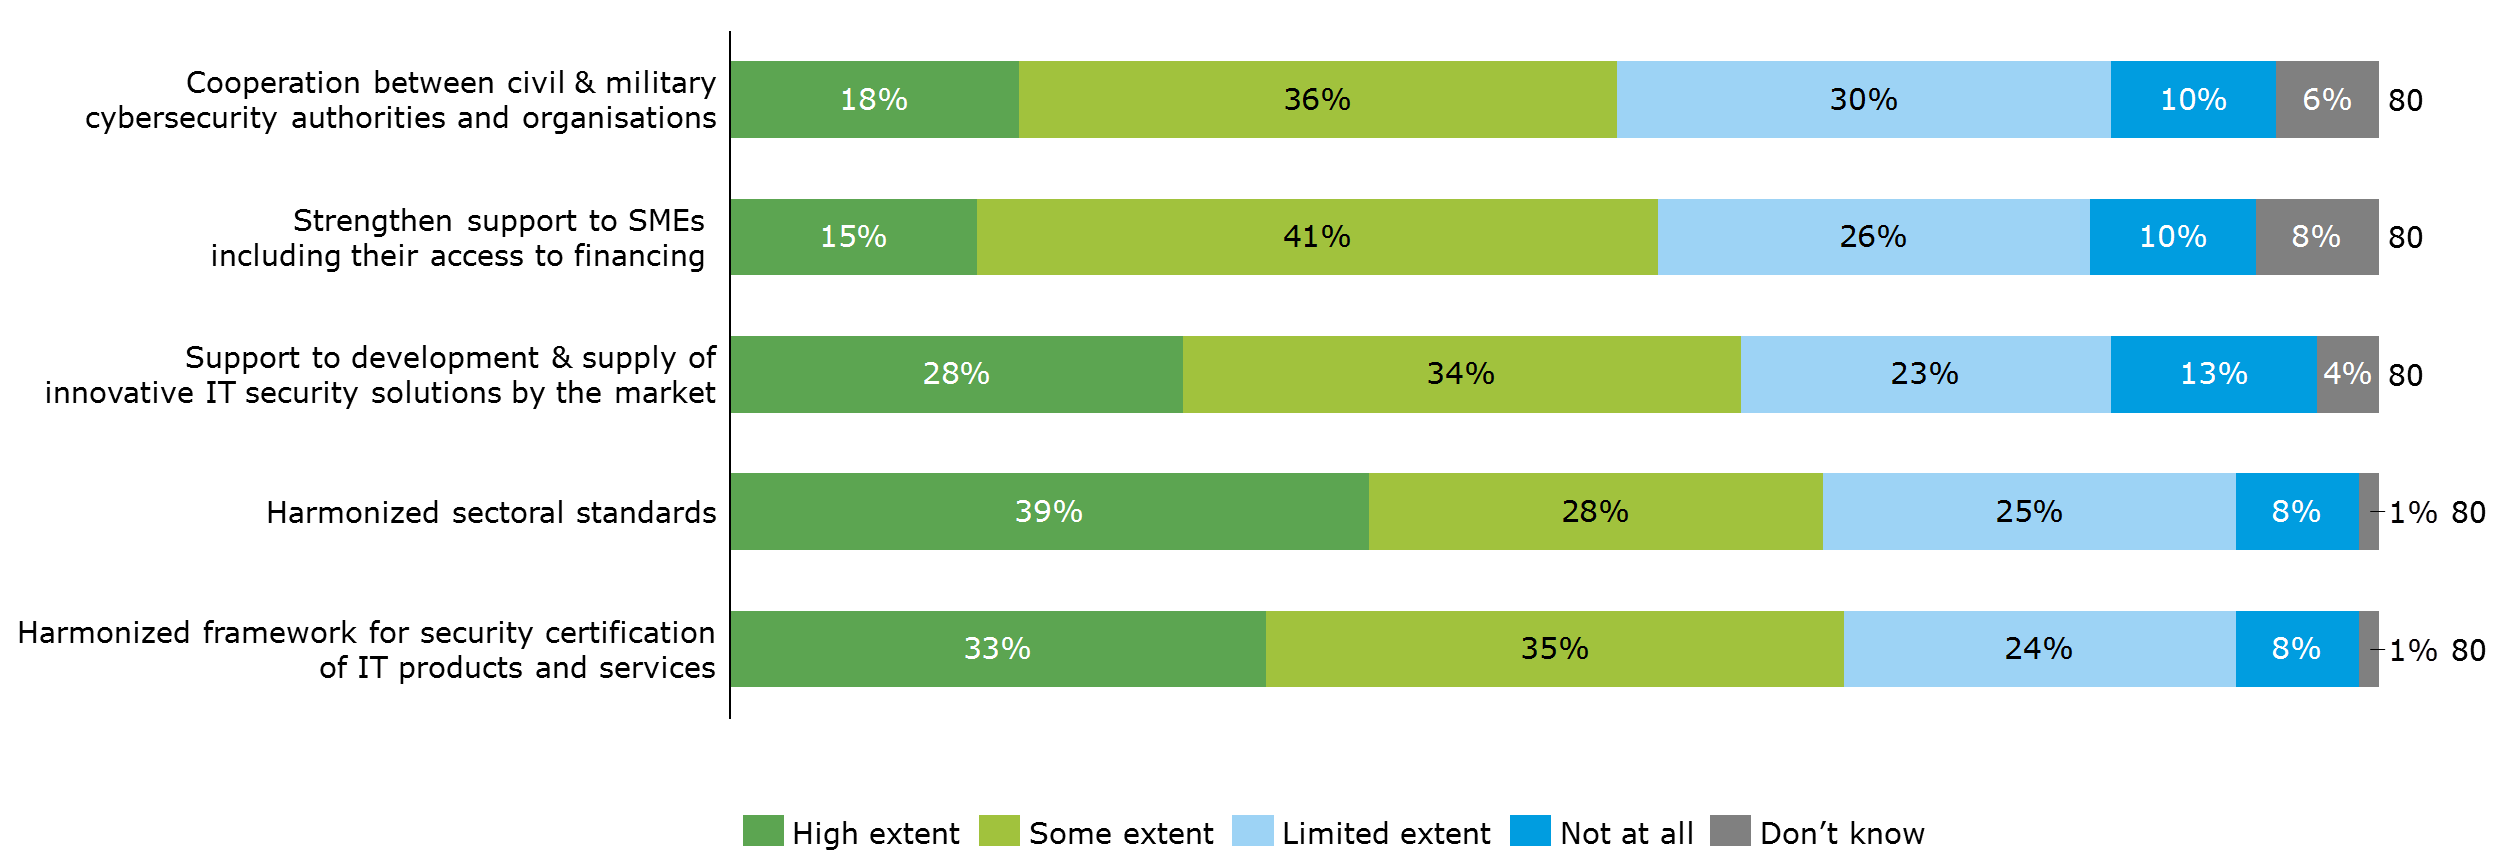 Cooperation between civil & military
cybersecurity authorities and organisations
18% 36% 30% 10% 6% 80
Strengthen support to SMEs
including their access to financing
15% 41% 26% 10% 8% 80
Support to development & supply of
innovative IT security solutions by the market
28% 34% 23% 13% 4% 80
Harmonized sectoral standards
39% 28% 25% 8% 1% 80
Harmonized framework for security certification
of IT products and services
33% 35% 24% 8% 1% 80
High extent Some extent Limited extent Not at all Don’t know